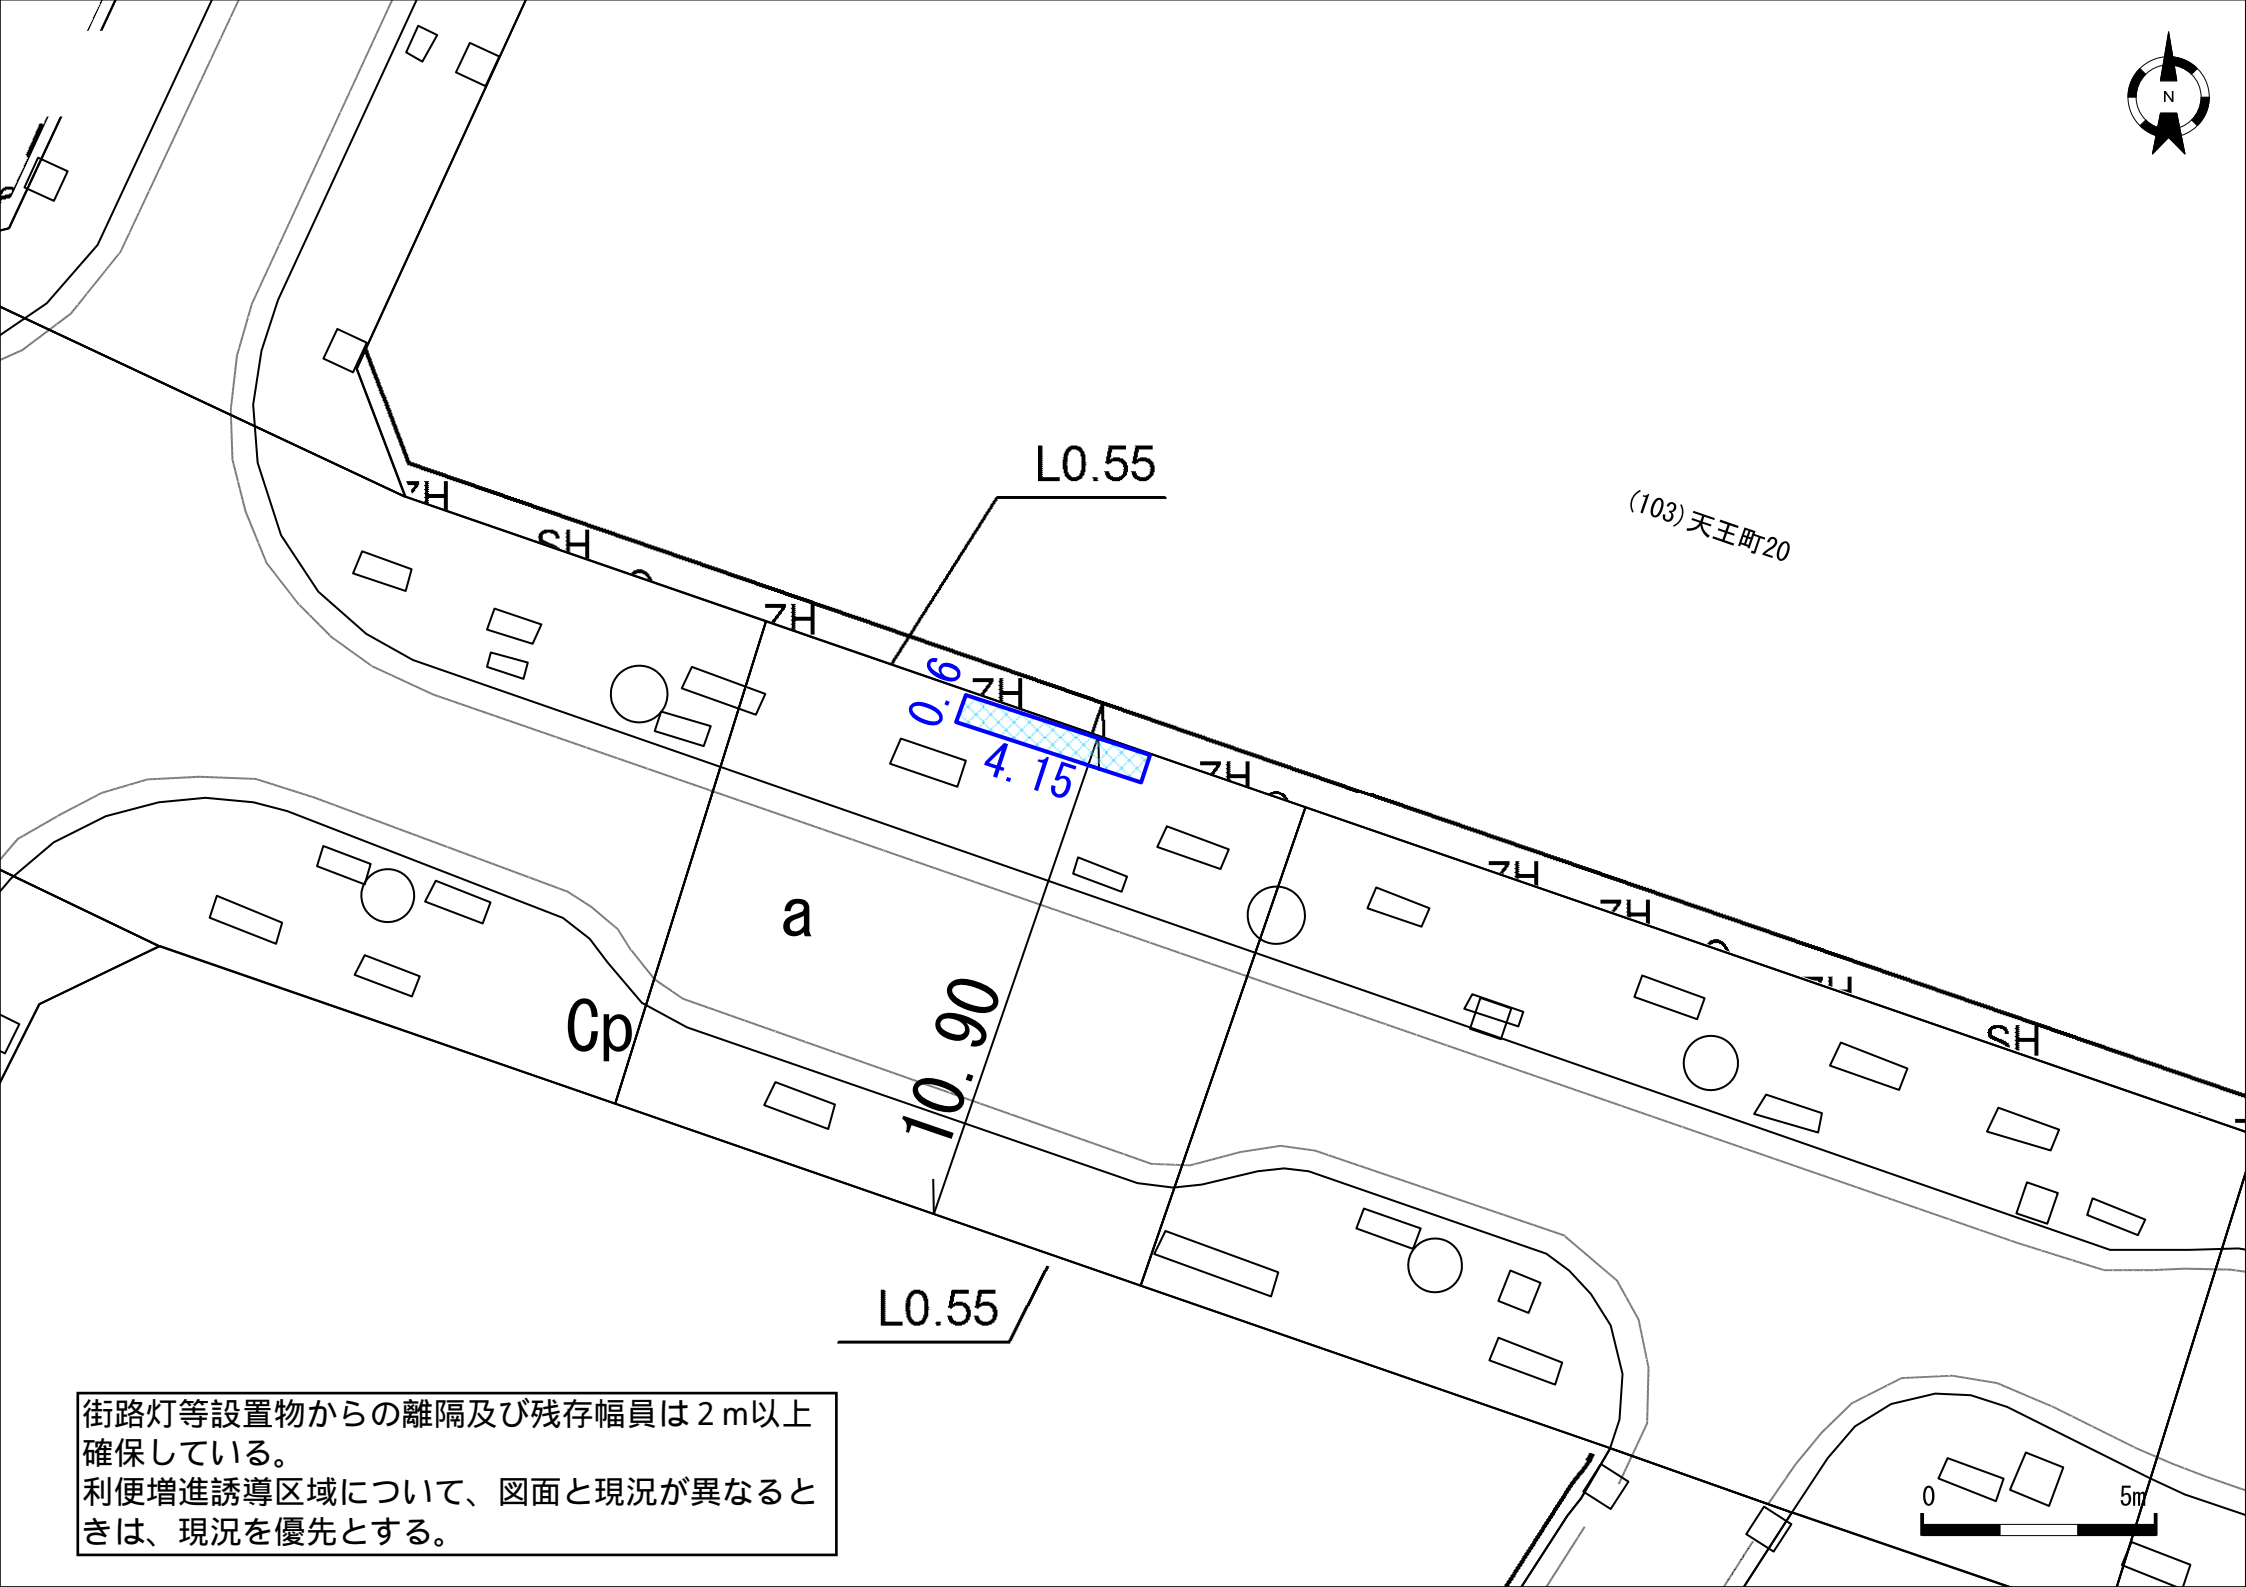 N
L0.55
(103)天王町20
ZH
SH
ZH
0.6
ZH
4.15
ZH
ZH
a
ZH
ZH
Cp
10.90
SH
L0.55
街路灯等設置物からの離隔及び残存幅員は２ｍ以上
確保している。
利便増進誘導区域について、図面と現況が異なると
きは、現況を優先とする。
0 5m